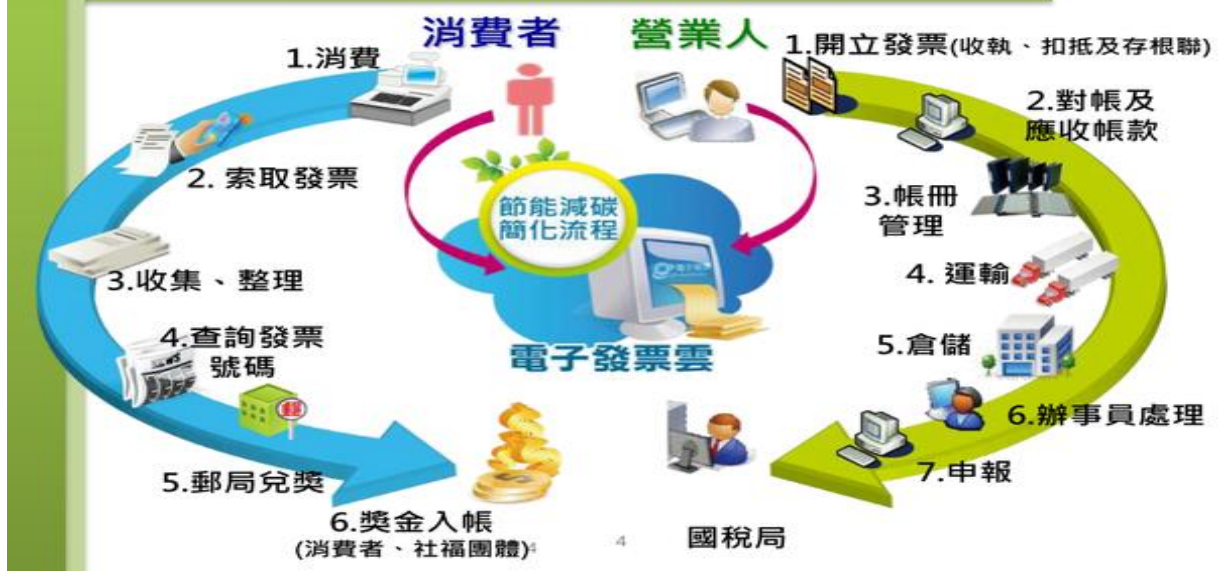 消費者
1.消費
2. 索取發票
3.收集、整理
4.查詢發票
號碼
5.郵局兌獎
6.獎金入帳
(消費者、社福團體)
4
節能減碳
簡化流程
電子發票雲
4
營業人
1.開立發票(收執、扣抵及存根聯)
2.對帳及
應收帳款
3.帳冊
管理
4. 運輸
5.倉儲
6.辦事員處理
7.申報
國稅局